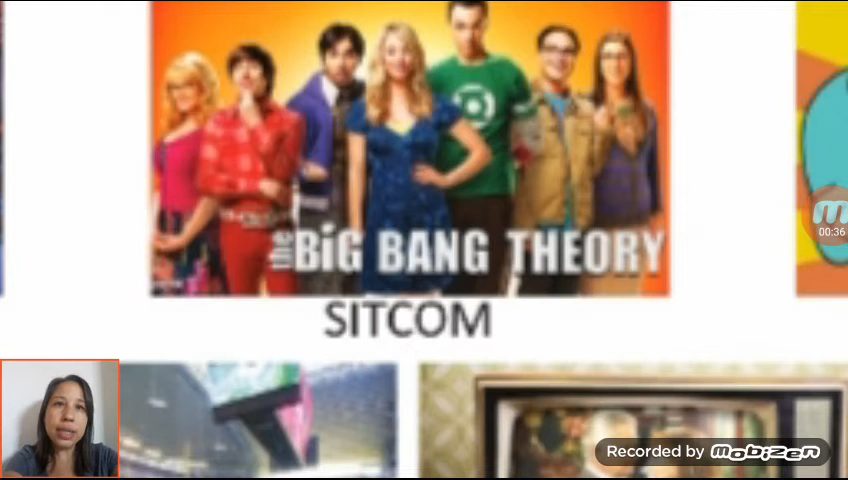 the BiG BANG THEORY
00:36
SITCOM
Recorded by mobizen